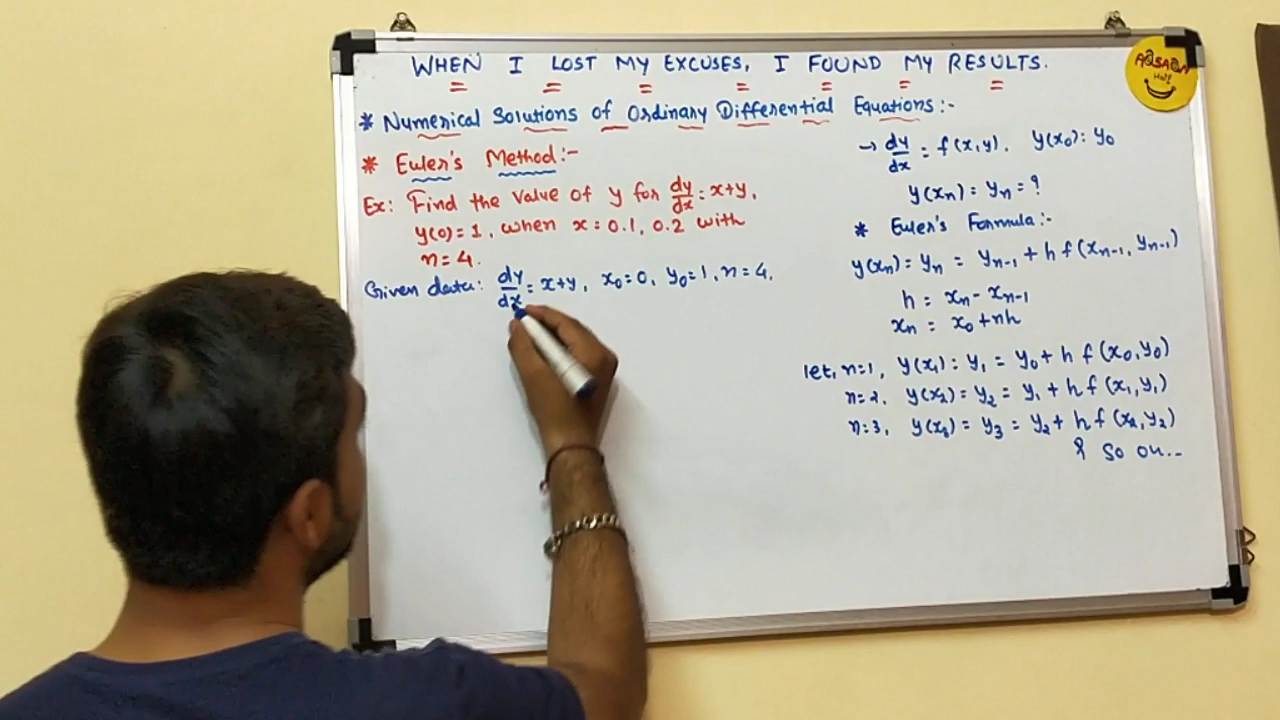 WHEN I LOST MY EXCUSES, I FOUND MY RESULTS.
AQSAQN
Help
* Numerical Solutions of Ordinary Differential Equations:-
* Euler's Method:-
Ex: Find the value of y for dy/dx = x+y,
y(0)=1, when x=0.1, 0.2 with
n=4.
Given data: dy/dx = x+y, x₀=0, y₀=1, n=4.
→ dy/dx = f(x,y), y(x₀): y₀
y(xₙ) = yₙ = ?
* Euler's Formula:-
y(xₙ) = yₙ = yₙ₋₁ + h f(xₙ₋₁, yₙ₋₁)
h = xₙ - xₙ₋₁
xₙ = x₀ + nh
let, n=1, y(x₁) = y₁ = y₀ + h f(x₀,y₀)
n=2, y(x₂) = y₂ = y₁ + h f(x₁,y₁)
n=3, y(x₃) = y₃ = y₂ + h f(x₂,y₂)
& So on...